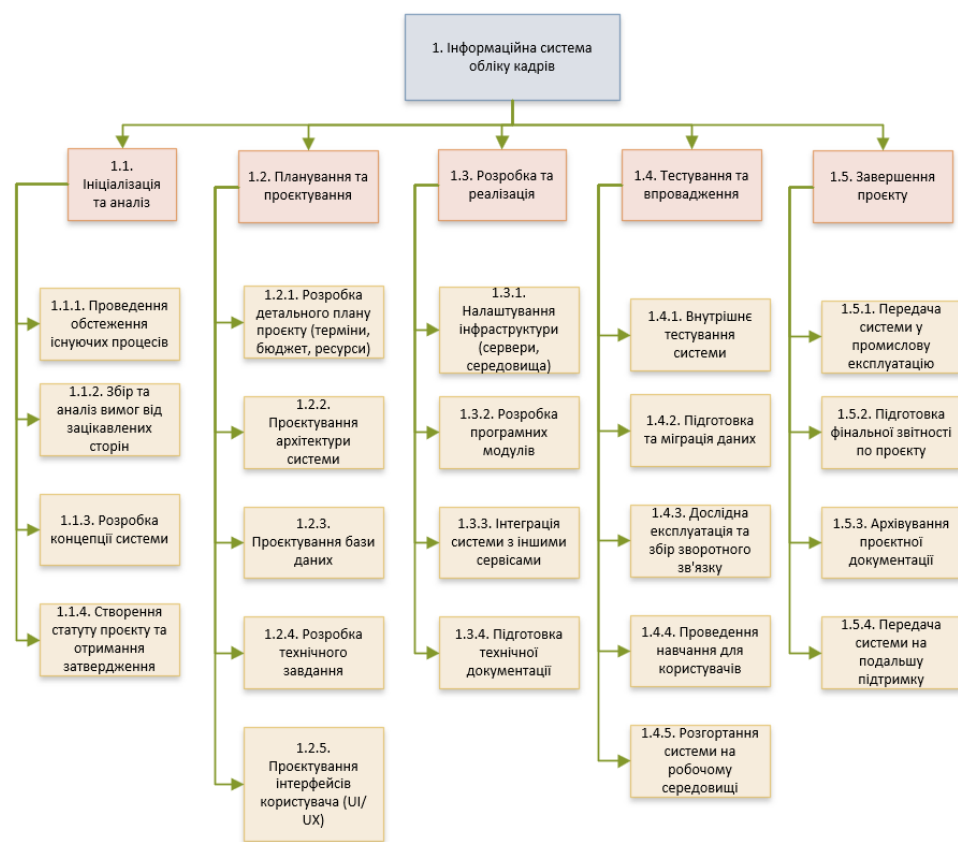 1. Інформаційна система
обліку кадрів
1.1.
Ініціалізація
та аналіз
1.2. Планування та
проєктування
1.3. Розробка та
реалізація
1.4. Тестування та
впровадження
1.5. Завершення
проєкту
1.1.1. Проведення
обстеження
існуючих процесів
1.1.2. Збір та
аналіз вимог від
зацікавлених
сторін
1.1.3. Розробка
концепції системи
1.1.4. Створення
статуту проєкту та
отримання
затвердження
1.2.1. Розробка
детального плану
проєкту (терміни,
бюджет, ресурси)
1.2.2.
Проєктування
архітектури
системи
1.2.3.
Проєктування бази
даних
1.2.4. Розробка
технічного
завдання
1.2.5.
Проєктування
інтерфейсів
користувача (UI/
UX)
1.3.1.
Налаштування
інфраструктури
(сервери,
середовища)
1.3.2. Розробка
програмних
модулів
1.3.3. Інтеграція
системи з іншими
сервісами
1.3.4. Підготовка
технічної
документації
1.4.1. Внутрішнє
тестування
системи
1.4.2. Підготовка
та міграція даних
1.4.3. Дослідна
експлуатація та
збір зворотного
зв'язку
1.4.4. Проведення
навчання для
користувачів
1.4.5. Розгортання
системи на
робочому
середовищі
1.5.1. Передача
системи у
промислову
експлуатацію
1.5.2. Підготовка
фінальної звітності
по проєкту
1.5.3. Архівування
проєктної
документації
1.5.4. Передача
системи на
подальшу
підтримку